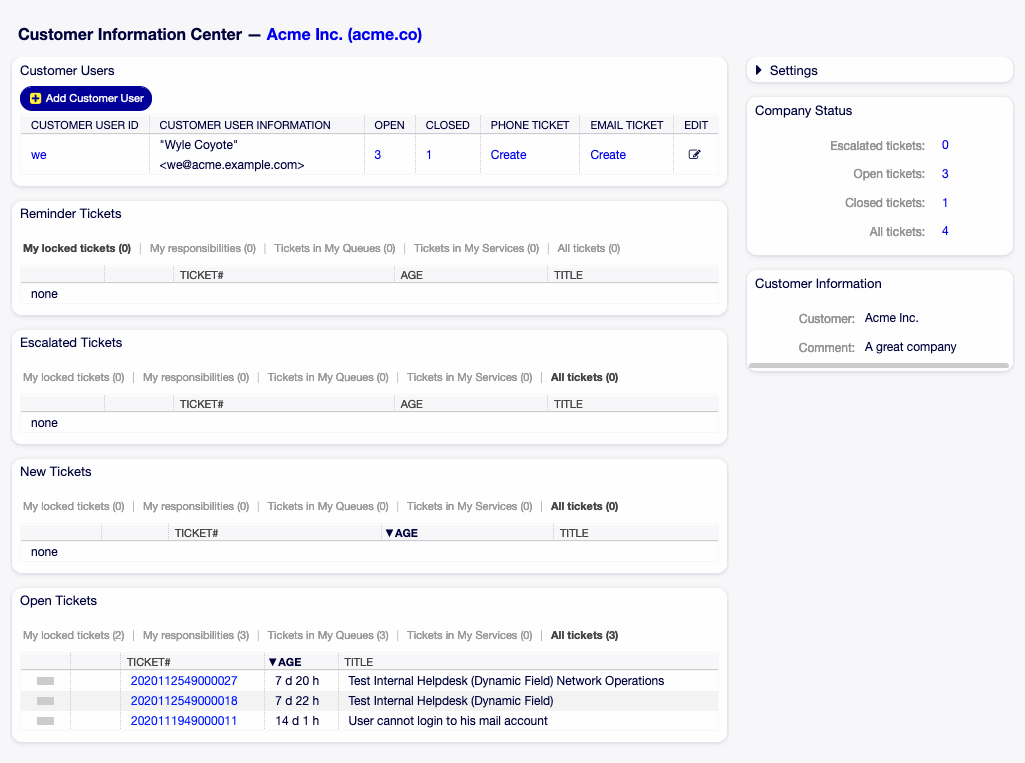 Customer Information Center — Acme Inc. (acme.co)
Customer Users
Add Customer User
CUSTOMER USER ID CUSTOMER USER INFORMATION OPEN CLOSED PHONE TICKET EMAIL TICKET EDIT
we "Wyle Coyote" <we@acme.example.com> 3 1 Create Create
Reminder Tickets
My locked tickets (0) | My responsibilities (0) | Tickets in My Queues (0) | Tickets in My Services (0) | All tickets (0)
TICKET# AGE TITLE
none
Escalated Tickets
My locked tickets (0) | My responsibilities (0) | Tickets in My Queues (0) | Tickets in My Services (0) | All tickets (0)
TICKET# AGE TITLE
none
New Tickets
My locked tickets (0) | My responsibilities (0) | Tickets in My Queues (0) | Tickets in My Services (0) | All tickets (0)
TICKET# ▼AGE TITLE
none
Open Tickets
My locked tickets (2) | My responsibilities (3) | Tickets in My Queues (3) | Tickets in My Services (0) | All tickets (3)
TICKET# ▼AGE TITLE
2020112549000027 7 d 20 h Test Internal Helpdesk (Dynamic Field) Network Operations
2020112549000018 7 d 22 h Test Internal Helpdesk (Dynamic Field)
2020111949000011 14 d 1 h User cannot login to his mail account
Settings
Company Status
Escalated tickets: 0
Open tickets: 3
Closed tickets: 1
All tickets: 4
Customer Information
Customer: Acme Inc.
Comment: A great company